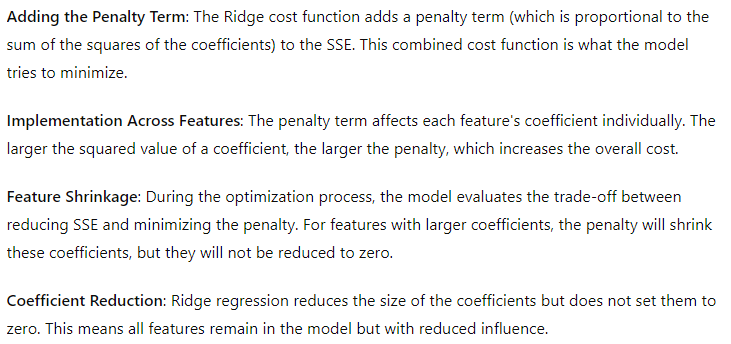 Adding the Penalty Term: The Ridge cost function adds a penalty term (which is proportional to the
sum of the squares of the coefficients) to the SSE. This combined cost function is what the model
tries to minimize.
Implementation Across Features: The penalty term affects each feature's coefficient individually. The
larger the squared value of a coefficient, the larger the penalty, which increases the overall cost.
Feature Shrinkage: During the optimization process, the model evaluates the trade-off between
reducing SSE and minimizing the penalty. For features with larger coefficients, the penalty will shrink
these coefficients, but they will not be reduced to zero.
Coefficient Reduction: Ridge regression reduces the size of the coefficients but does not set them to
zero. This means all features remain in the model but with reduced influence.